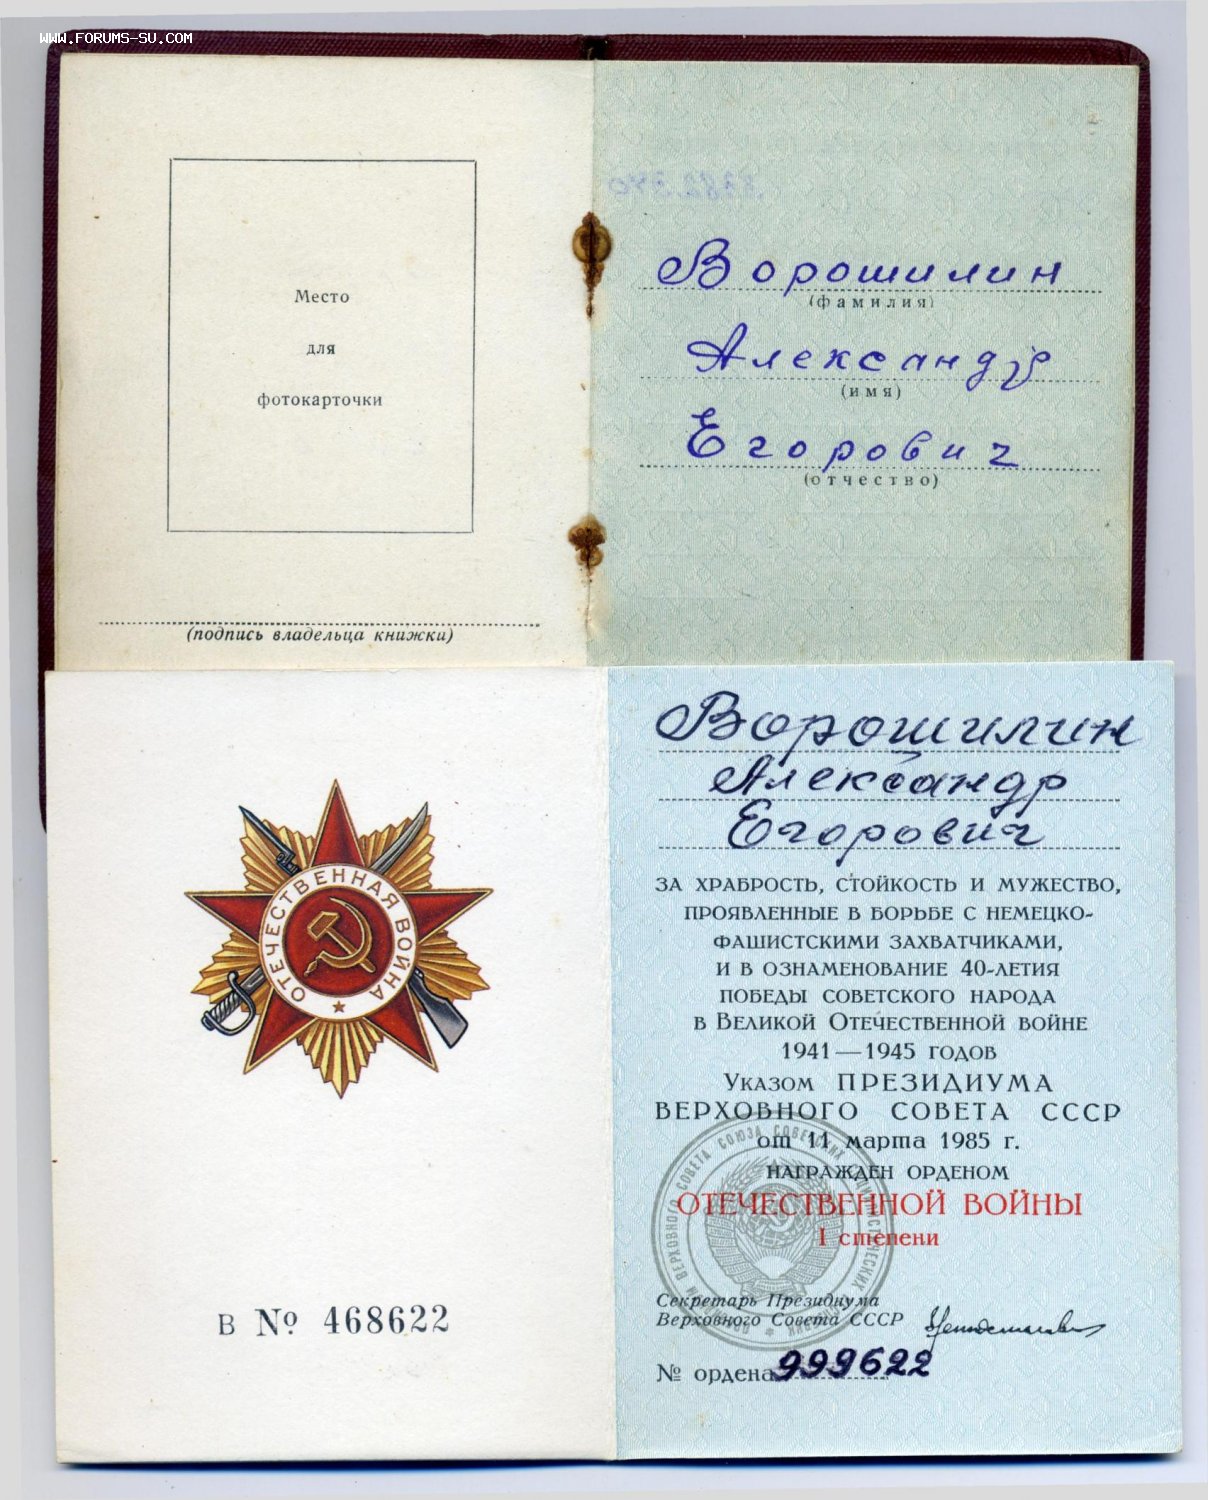 WWW.FORUMS-SU.COM
Место
для
фотокарточки
(подпись владельца книжки)
Ворошилин
(фамилия)
Александр
(имя)
Егорович
(отчество)
ОТЕЧЕСТВЕННАЯ ВОЙНА
В № 468622
Ворошилин
Александр
Егорович
ЗА ХРАБРОСТЬ, СТОЙКОСТЬ И МУЖЕСТВО,
ПРОЯВЛЕННЫЕ В БОРЬБЕ С НЕМЕЦКО-
ФАШИСТСКИМИ ЗАХВАТЧИКАМИ,
И В ОЗНАМЕНОВАНИЕ 40-ЛЕТИЯ
ПОБЕДЫ СОВЕТСКОГО НАРОДА
В ВЕЛИКОЙ ОТЕЧЕСТВЕННОЙ ВОЙНЕ
1941—1945 ГОДОВ
УКАЗОМ ПРЕЗИДИУМА
ВЕРХОВНОГО СОВЕТА СССР
от 11 марта 1985 г.
НАГРАЖДЕН ОРДЕНОМ
ОТЕЧЕСТВЕННОЙ ВОЙНЫ
I степени
Секретарь Президиума
Верховного Совета СССР
№ ордена 999622